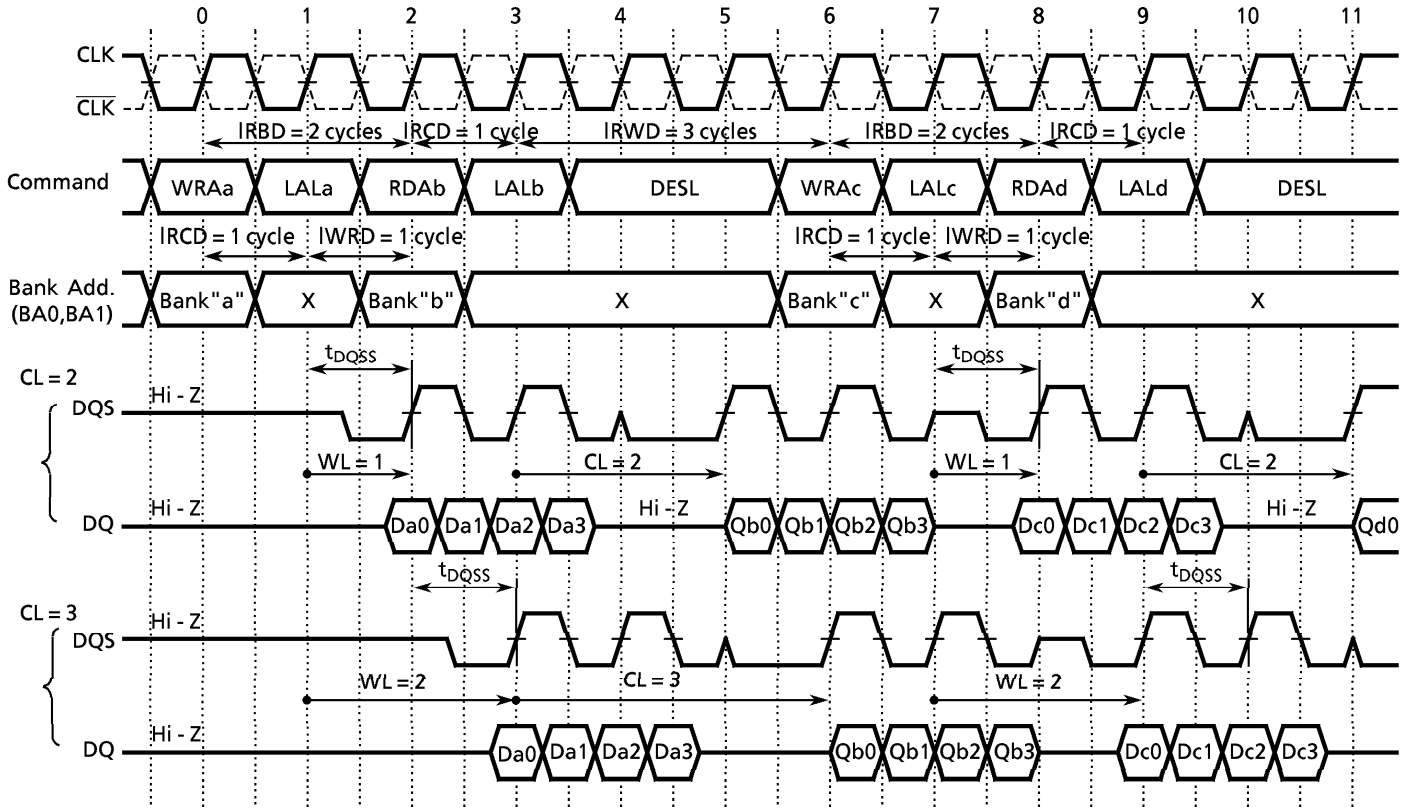 0 1 2 3 4 5 6 7 8 9 10 11
CLK
CLK
lRBD = 2 cycles lRCD = 1 cycle lRWD = 3 cycles lRBD = 2 cycles lRCD = 1 cycle
Command WRAa LALa RDAb LALb DESL WRAc LALc RDAd LALd DESL
lRCD = 1 cycle lWRD = 1 cycle lRCD = 1 cycle lWRD = 1 cycle
Bank Add.
(BA0,BA1)
Bank"a" X Bank"b" X Bank"c" X Bank"d" X
tDQSS tDQSS
CL = 2
DQS Hi - Z
WL = 1 CL = 2 WL = 1 CL = 2
DQ Hi - Z Da0 Da1 Da2 Da3 Hi - Z Qb0 Qb1 Qb2 Qb3 Dc0 Dc1 Dc2 Dc3 Hi - Z Qd0
tDQSS tDQSS
CL = 3
DQS Hi - Z
WL = 2 CL = 3 WL = 2
DQ Hi - Z Da0 Da1 Da2 Da3 Qb0 Qb1 Qb2 Qb3 Dc0 Dc1 Dc2 Dc3